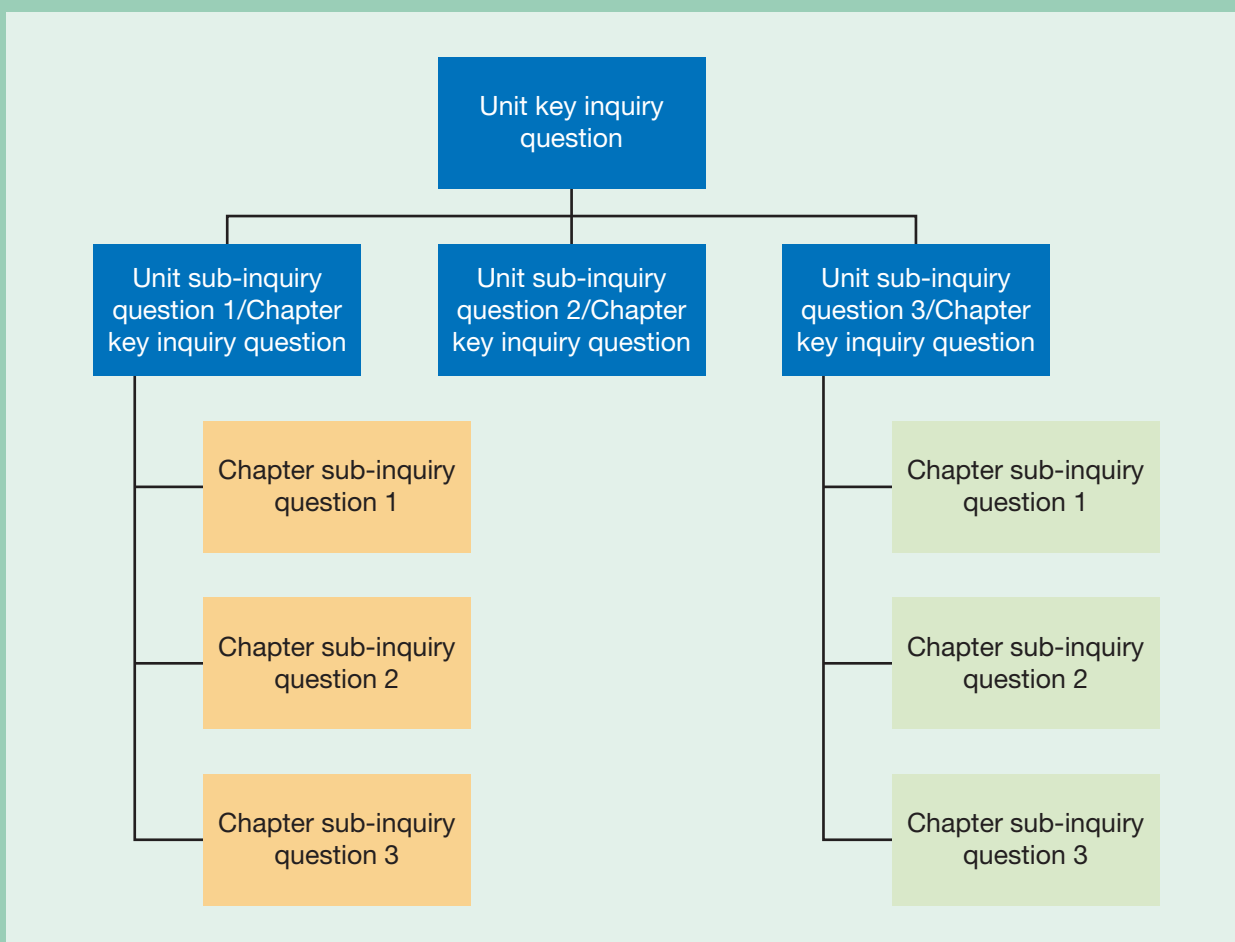 Unit key inquiry
question
Unit sub-inquiry
question 1/Chapter
key inquiry question
Unit sub-inquiry
question 2/Chapter
key inquiry question
Unit sub-inquiry
question 3/Chapter
key inquiry question
Chapter sub-inquiry
question 1
Chapter sub-inquiry
question 2
Chapter sub-inquiry
question 3
Chapter sub-inquiry
question 1
Chapter sub-inquiry
question 2
Chapter sub-inquiry
question 3